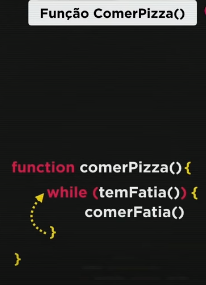 Função ComerPizza()
function comerPizza(){
while (temFatia()) {
comerFatia()
}
}